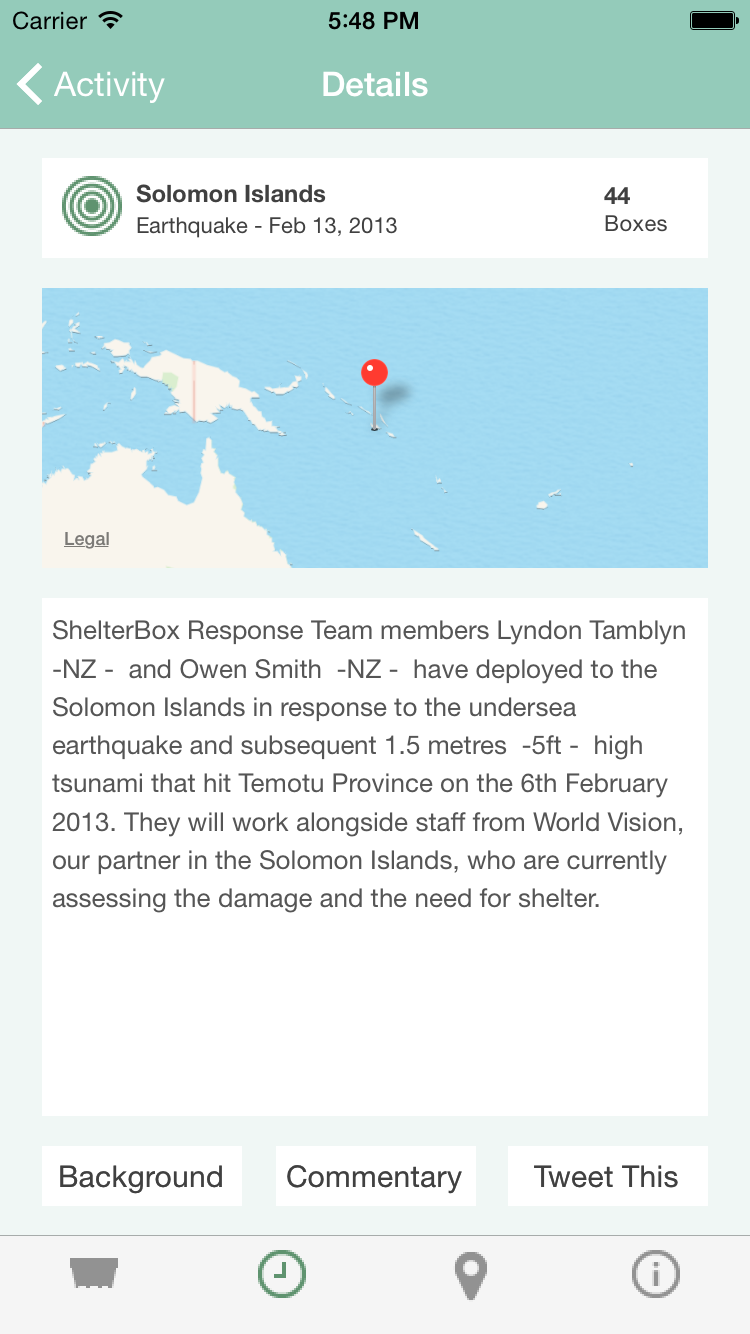 Carrier 5:48 PM
Activity Details
Solomon Islands
Earthquake - Feb 13, 2013
44
Boxes
Legal
ShelterBox Response Team members Lyndon Tamblyn
-NZ -  and Owen Smith  -NZ -  have deployed to the
Solomon Islands in response to the undersea
earthquake and subsequent 1.5 metres  -5ft -  high
tsunami that hit Temotu Province on the 6th February
2013. They will work alongside staff from World Vision,
our partner in the Solomon Islands, who are currently
assessing the damage and the need for shelter.
Background Commentary Tweet This